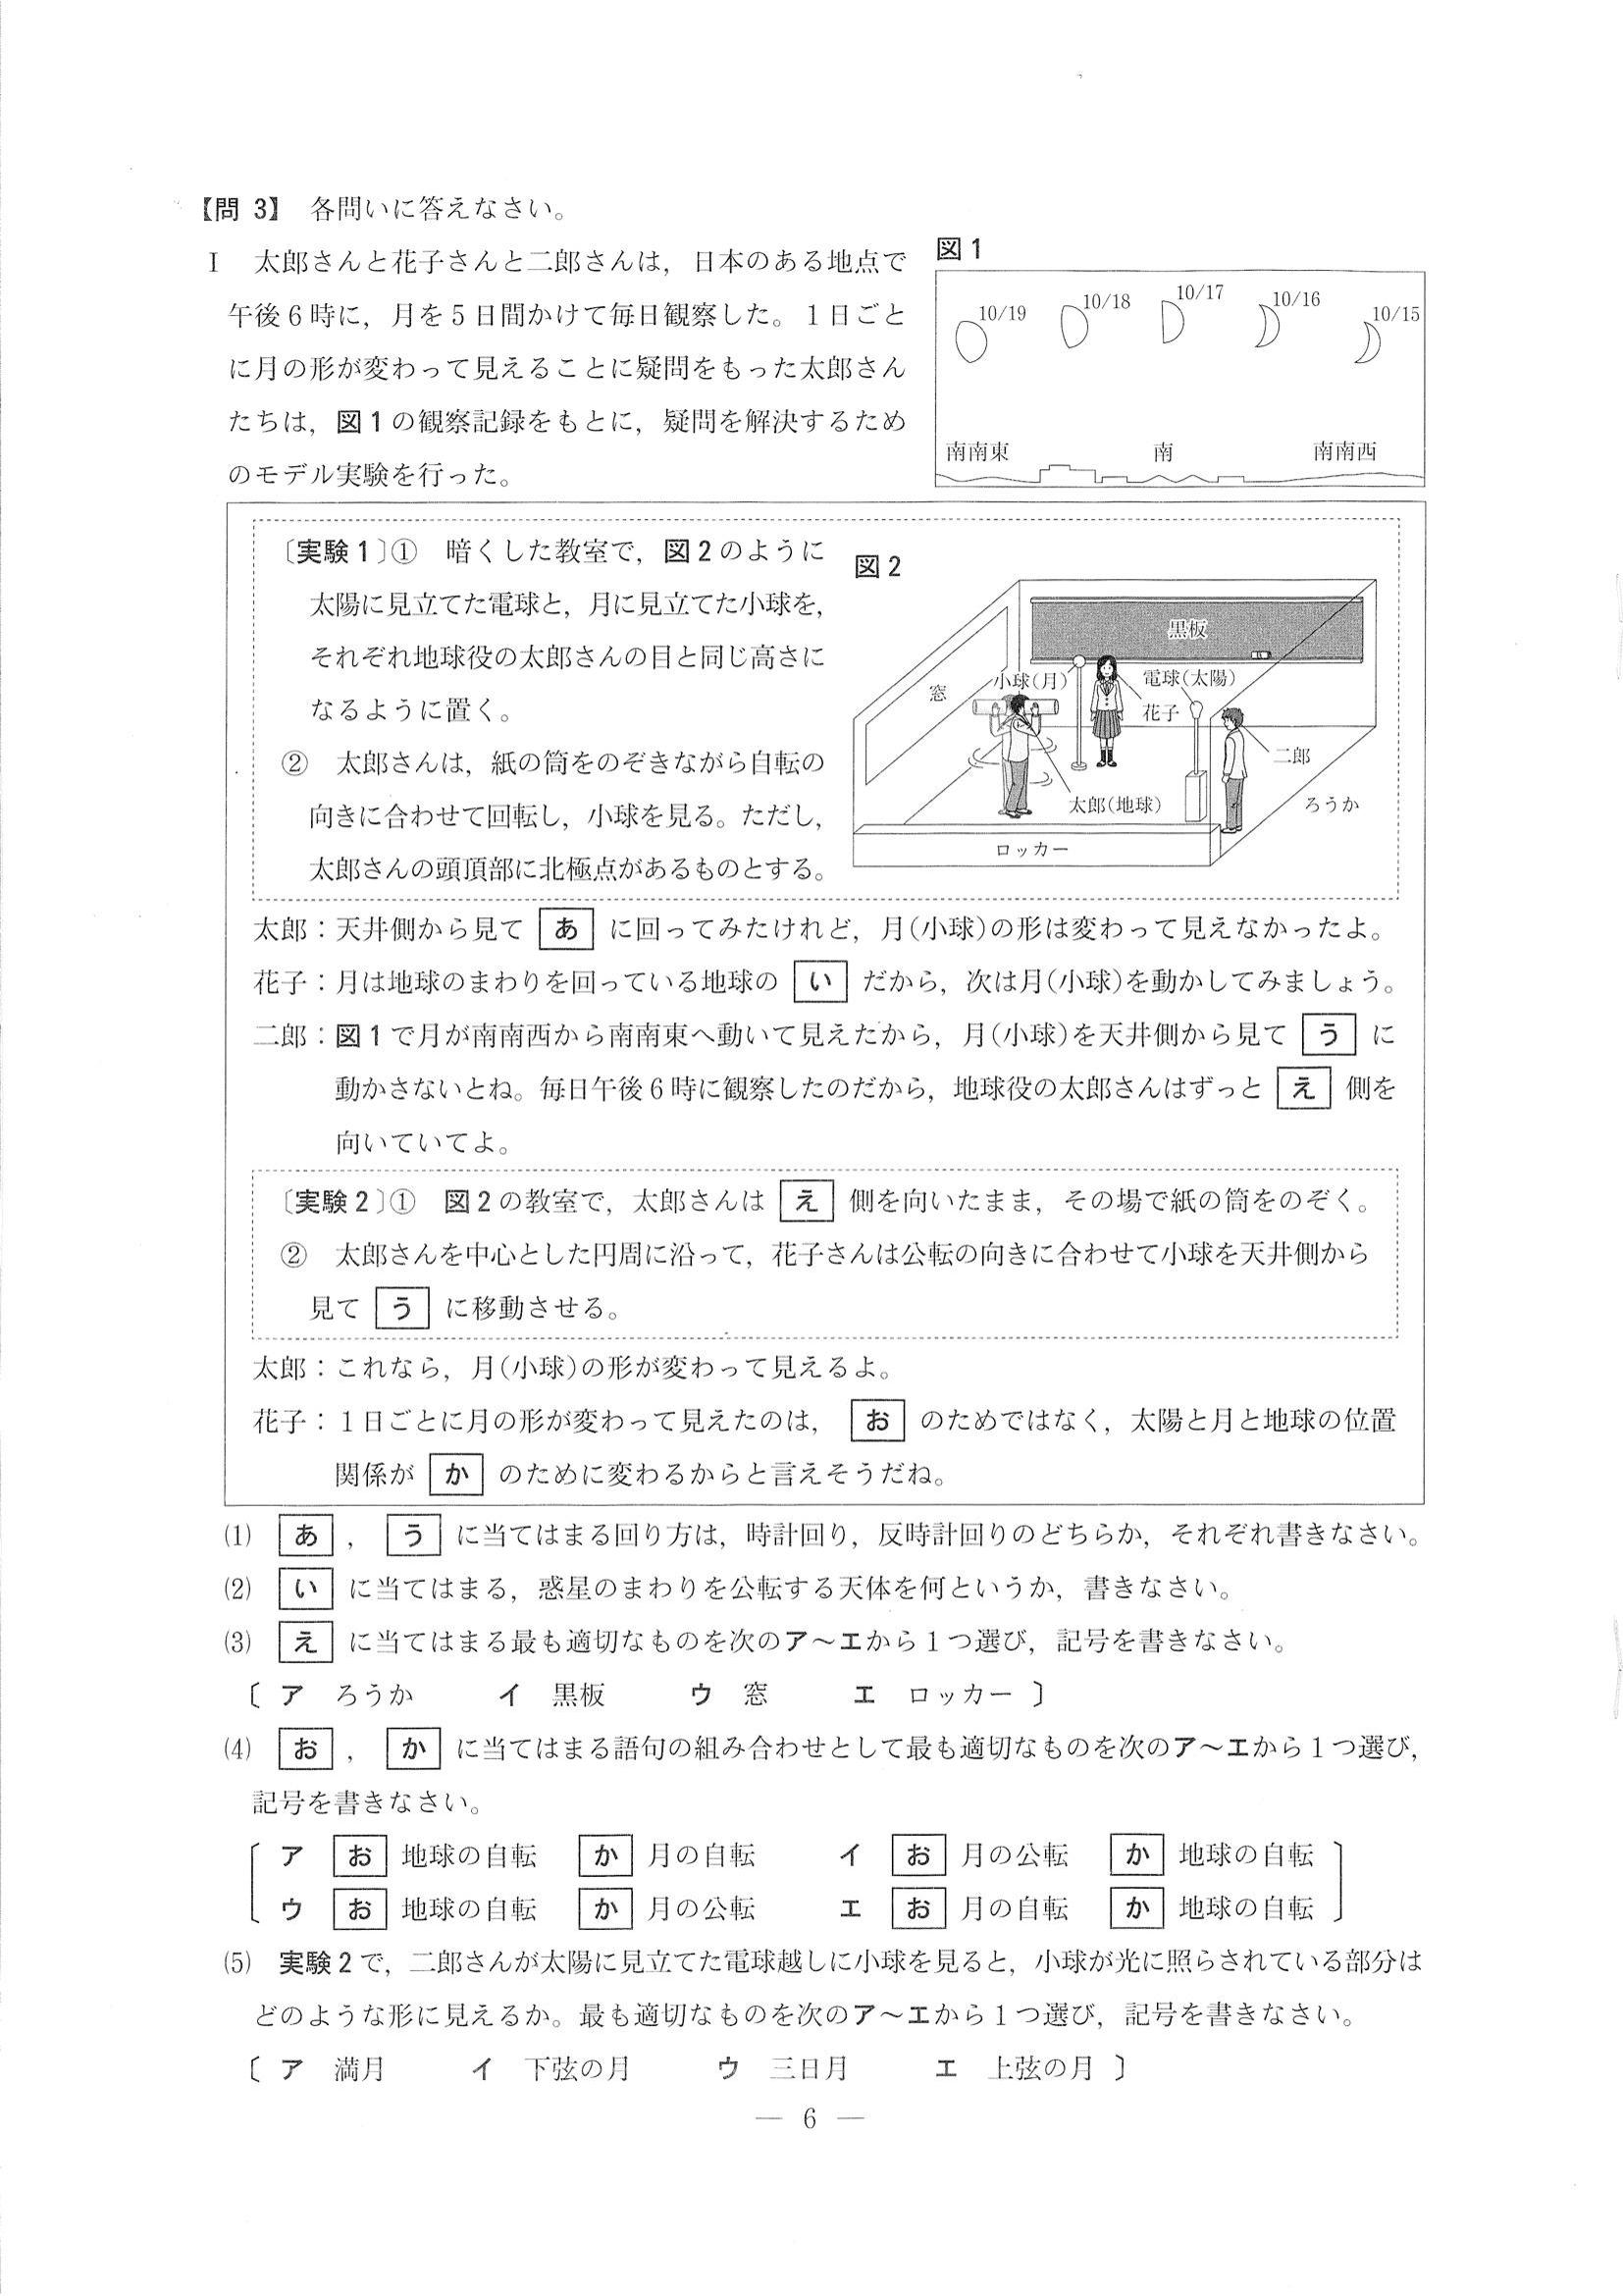 【問 3】 各問いに答えなさい。
Ⅰ 太郎さんと花子さんと二郎さんは，日本のある地点で
午後6時に，月を5日間かけて毎日観察した。1日ごと
に月の形が変わって見えることに疑問をもった太郎さん
たちは，図1の観察記録をもとに，疑問を解決するため
のモデル実験を行った。
図1
10/19 10/18 10/17 10/16 10/15
南南東 南 南南西
〔実験1〕① 暗くした教室で，図2のように
太陽に見立てた電球と，月に見立てた小球を，
それぞれ地球役の太郎さんの目と同じ高さに
なるように置く。
② 太郎さんは，紙の筒をのぞきながら自転の
向きに合わせて回転し，小球を見る。ただし，
太郎さんの頭頂部に北極点があるものとする。
図2
黒板
窓
小球(月)
電球(太陽)
花子
二郎
太郎(地球)
ろうか
ロッカー
太郎：天井側から見て あ に回ってみたけれど，月(小球)の形は変わって見えなかったよ。
花子：月は地球のまわりを回っている地球の い だから，次は月(小球)を動かしてみましょう。
二郎：図1で月が南南西から南南東へ動いて見えたから，月(小球)を天井側から見て う に
動かさないとね。毎日午後6時に観察したのだから，地球役の太郎さんはずっと え 側を
向いていてよ。
〔実験2〕① 図2の教室で，太郎さんは え 側を向いたまま，その場で紙の筒をのぞく。
② 太郎さんを中心とした円周に沿って，花子さんは公転の向きに合わせて小球を天井側から
見て う に移動させる。
太郎：これなら，月(小球)の形が変わって見えるよ。
花子：1日ごとに月の形が変わって見えたのは， お のためではなく，太陽と月と地球の位置
関係が か のために変わるからと言えそうだね。
(1) あ ， う に当てはまる回り方は，時計回り，反時計回りのどちらか，それぞれ書きなさい。
(2) い に当てはまる，惑星のまわりを公転する天体を何というか，書きなさい。
(3) え に当てはまる最も適切なものを次のア～エから1つ選び，記号を書きなさい。
〔 ア ろうか イ 黒板 ウ 窓 エ ロッカー 〕
(4) お ， か に当てはまる語句の組み合わせとして最も適切なものを次のア～エから1つ選び，
記号を書きなさい。
ア お 地球の自転 か 月の自転 イ お 月の公転 か 地球の自転
ウ お 地球の自転 か 月の公転 エ お 月の自転 か 地球の自転
(5) 実験2で，二郎さんが太陽に見立てた電球越しに小球を見ると，小球が光に照らされている部分は
どのような形に見えるか。最も適切なものを次のア～エから1つ選び，記号を書きなさい。
〔 ア 満月 イ 下弦の月 ウ 三日月 エ 上弦の月 〕
— 6 —